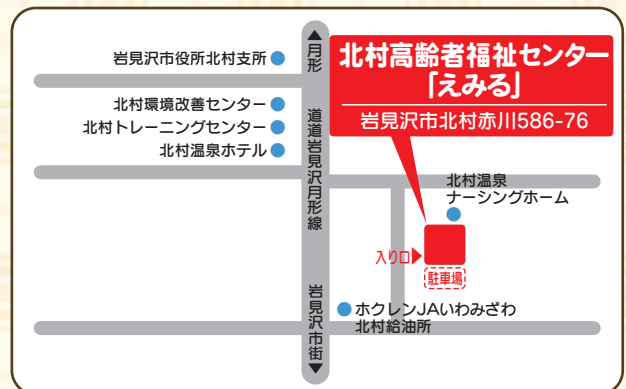 ▲月形
岩見沢市役所北村支所
北村環境改善センター
北村トレーニングセンター
北村温泉ホテル
道道岩見沢月形線
岩見沢市街▼
北村高齢者福祉センター
「えみる」
岩見沢市北村赤川586-76
北村温泉
ナーシングホーム
入り口▶
駐車場
ホクレンJAいわみざわ
北村給油所